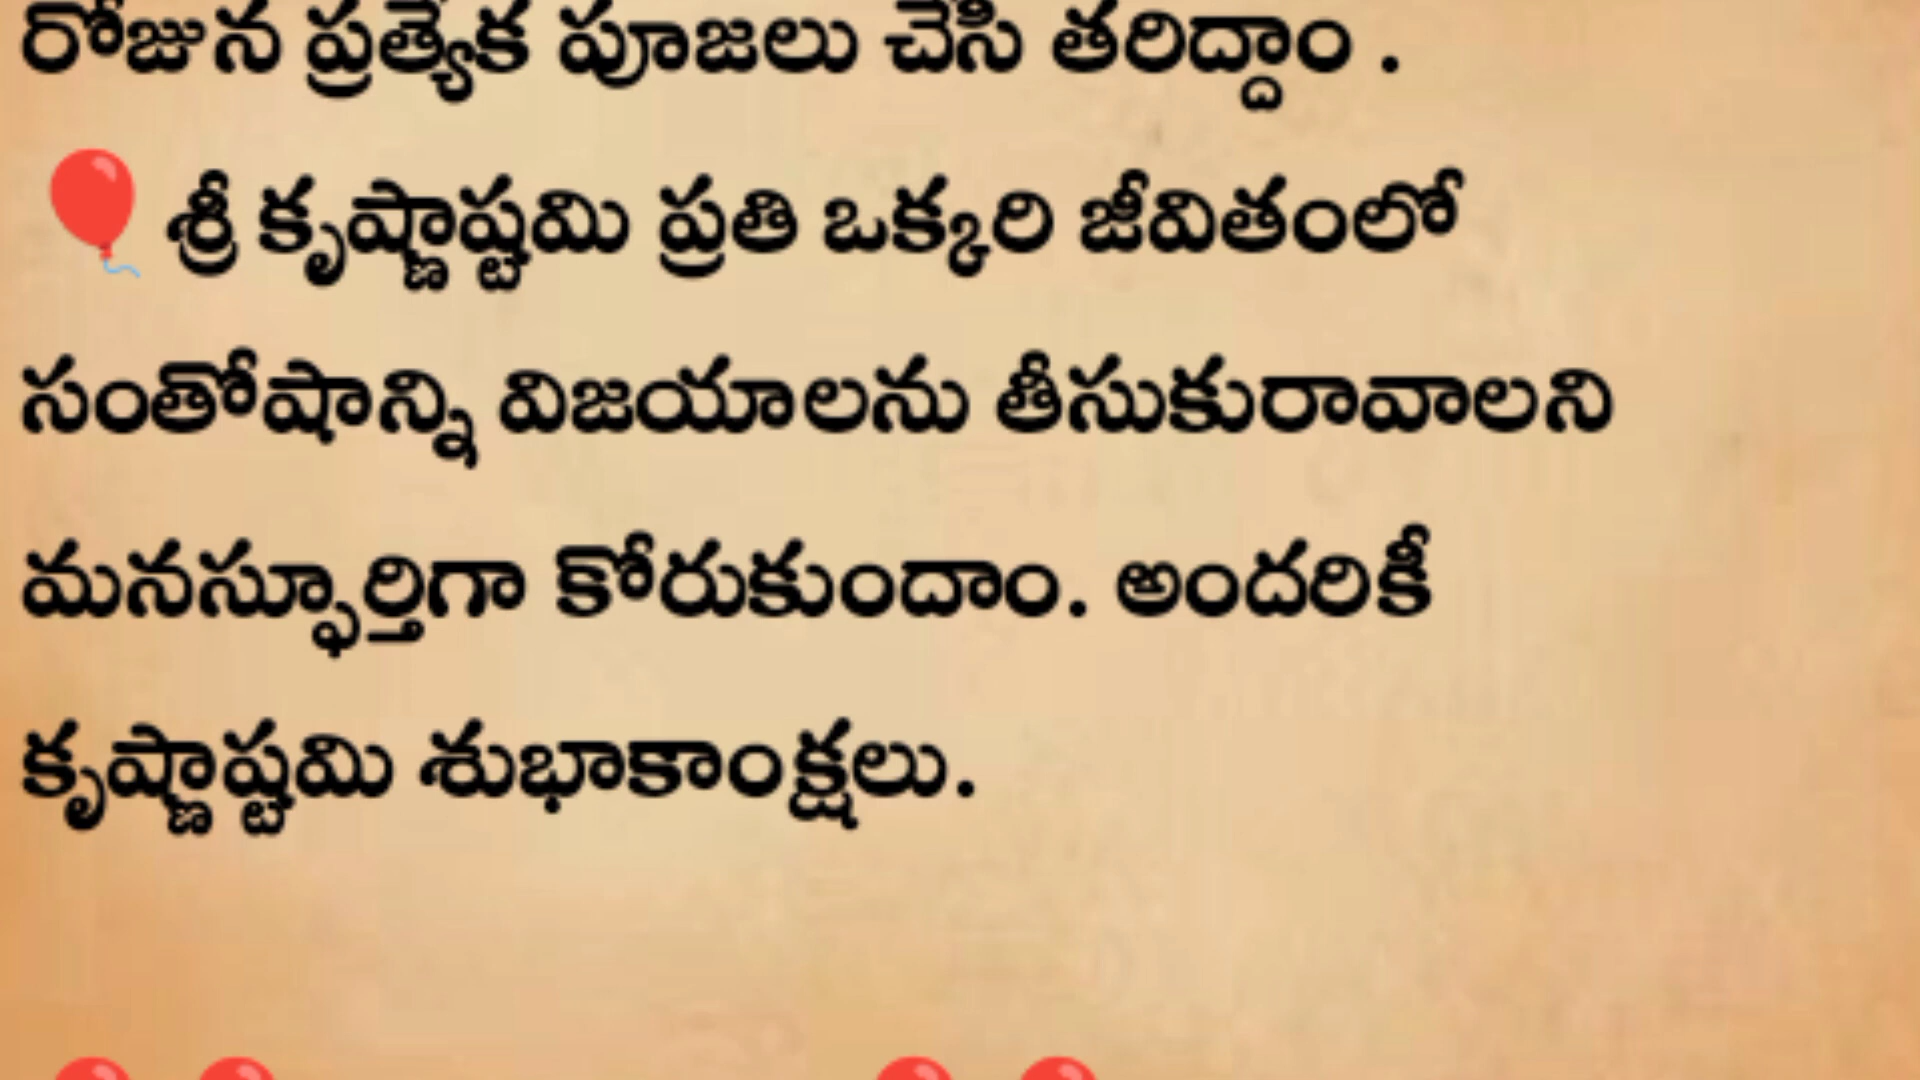 రోజున ప్రత్యేక పూజలు చేసి తరిద్దాం .
🎈 శ్రీ కృష్ణాష్టమి ప్రతి ఒక్కరి జీవితంలో
సంతోషాన్ని విజయాలను తీసుకురావాలని
మనస్ఫూర్తిగా కోరుకుందాం. అందరికీ
కృష్ణాష్టమి శుభాకాంక్షలు.